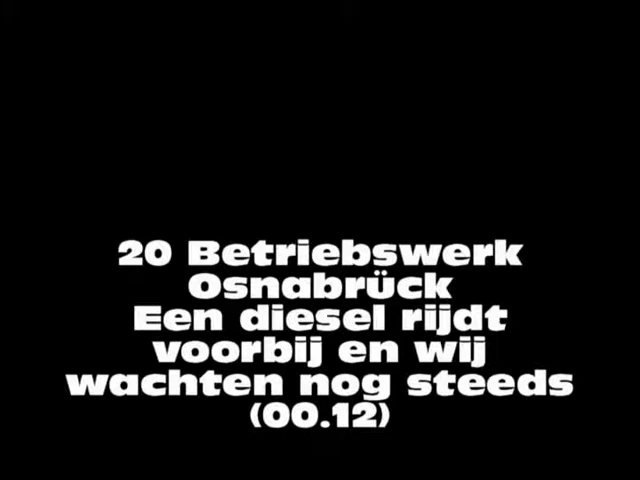 20 Betriebswerk
Osnabrück
Een diesel rijdt
voorbij en wij
wachten nog steeds
(00.12)